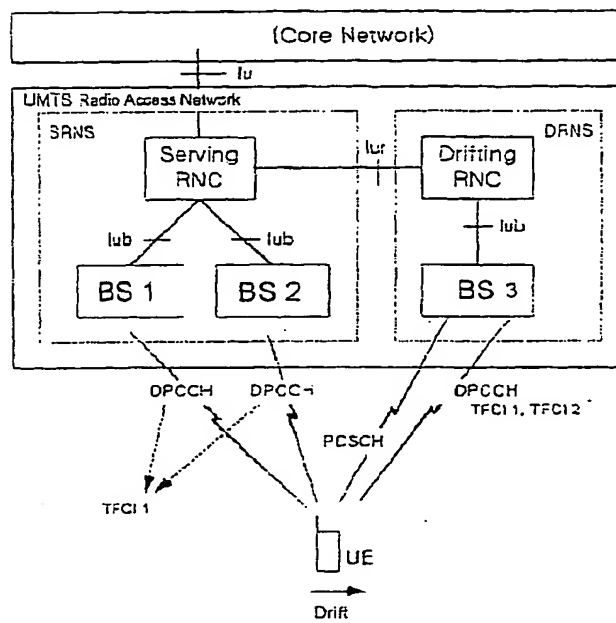 (Core Network)
Iu
UMTS Radio Access Network
SRNS
DRNS
Serving
RNC
Iur
Drifting
RNC
Iub
Iub
Iub
BS 1
BS 2
BS 3
DPCCH
DPCCH
DPCCH
TFCI 1, TFCI 2
PDSCH
TFCI 1
UE
Drift